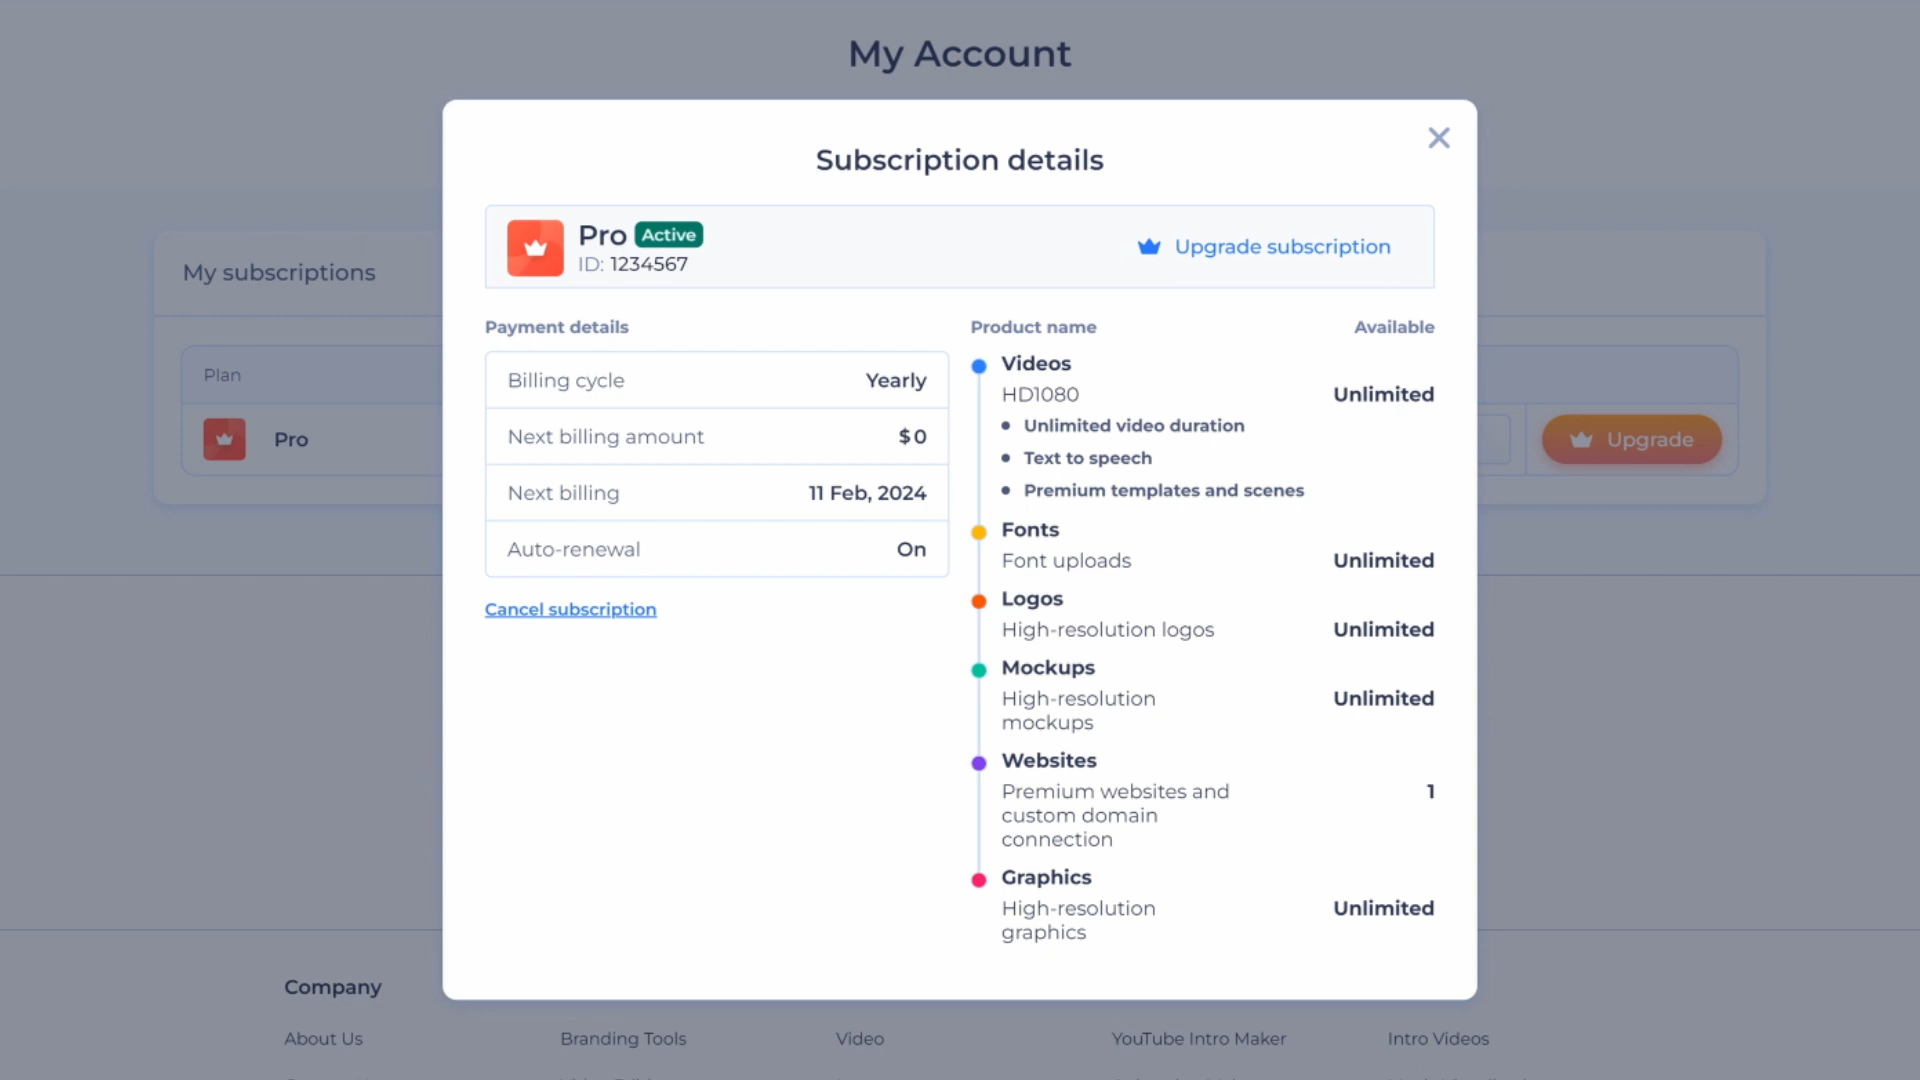 My Account
Subscription details
Pro Active
ID: 1234567
Upgrade subscription
My subscriptions
Plan
Pro
Upgrade
Payment details
Billing cycle Yearly
Next billing amount $0
Next billing 11 Feb, 2024
Auto-renewal On
Cancel subscription
Product name Available
Videos
HD1080 Unlimited
• Unlimited video duration
• Text to speech
• Premium templates and scenes
Fonts
Font uploads Unlimited
Logos
High-resolution logos Unlimited
Mockups
High-resolution Unlimited
mockups
Websites
Premium websites and 1
custom domain
connection
Graphics
High-resolution Unlimited
graphics
Company
About Us Branding Tools Video YouTube Intro Maker Intro Videos